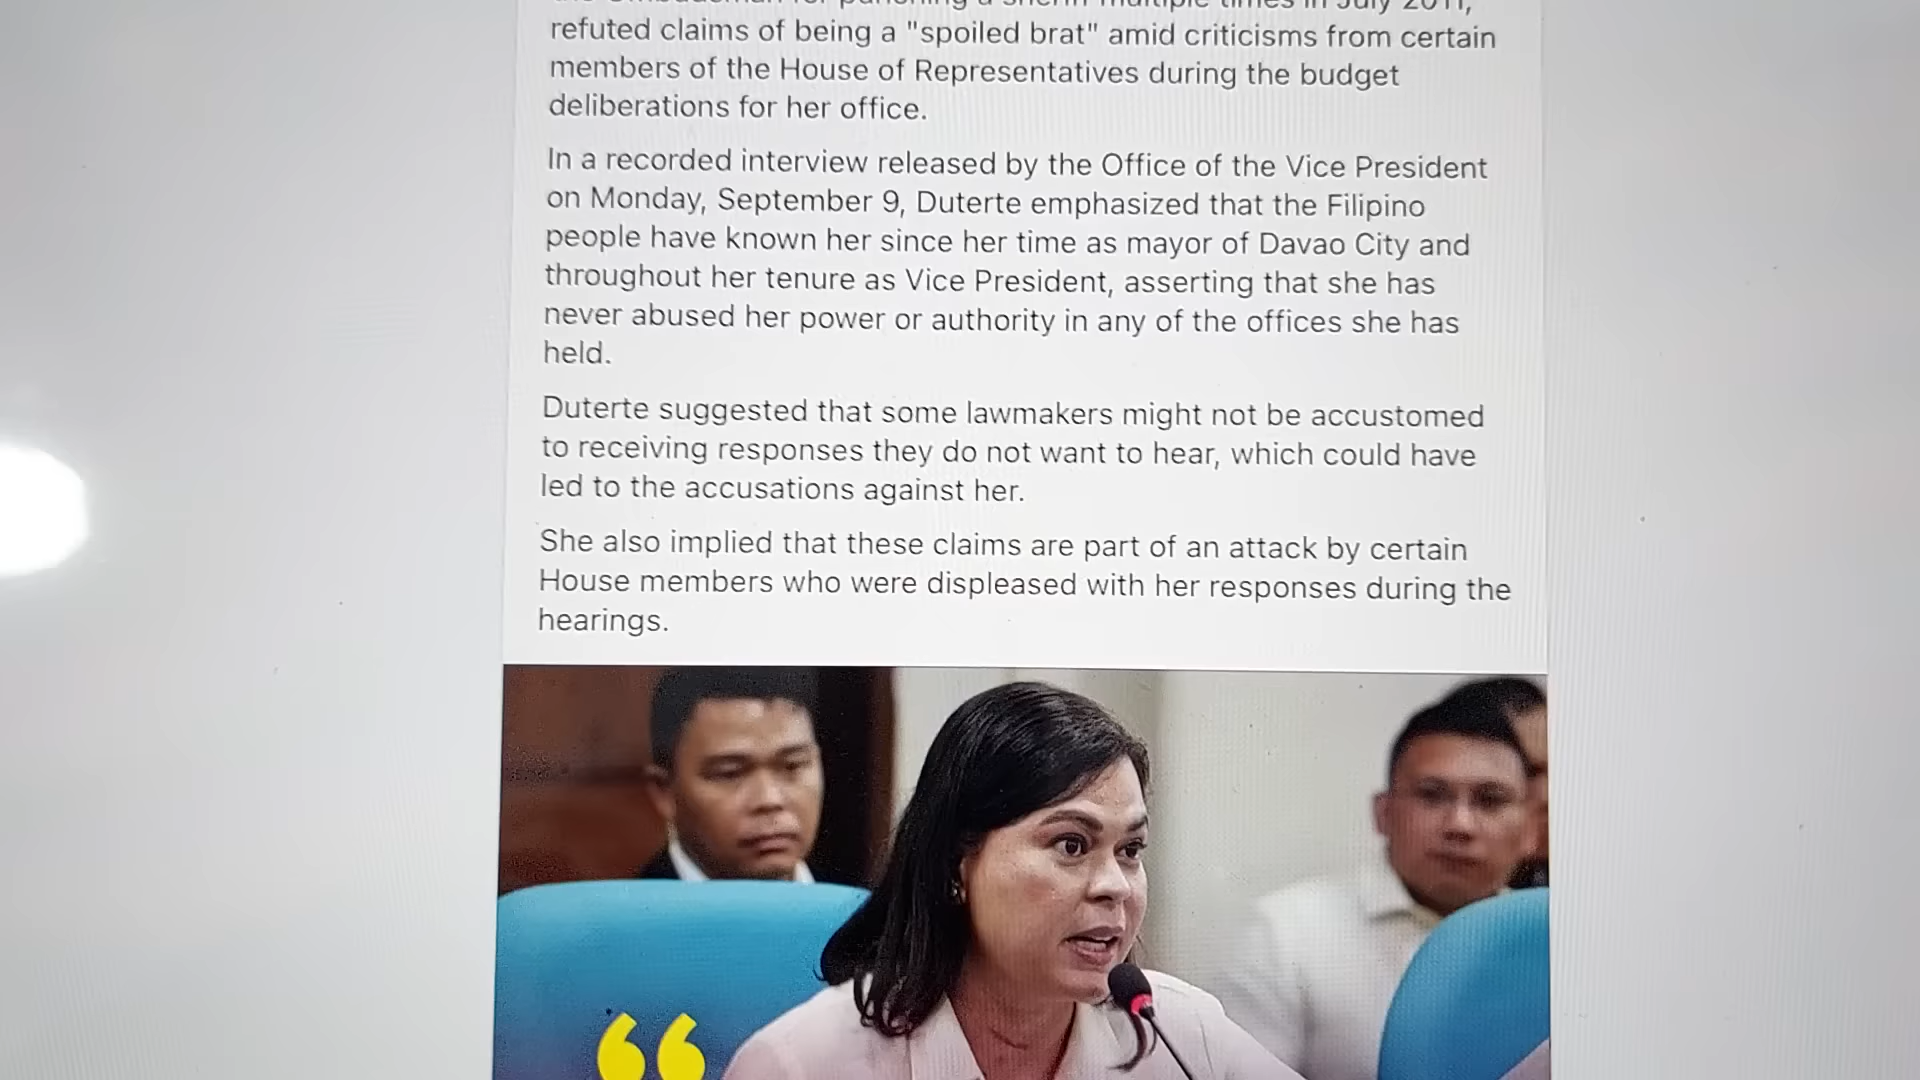 refuted claims of being a "spoiled brat" amid criticisms from certain
members of the House of Representatives during the budget
deliberations for her office.
In a recorded interview released by the Office of the Vice President
on Monday, September 9, Duterte emphasized that the Filipino
people have known her since her time as mayor of Davao City and
throughout her tenure as Vice President, asserting that she has
never abused her power or authority in any of the offices she has
held.
Duterte suggested that some lawmakers might not be accustomed
to receiving responses they do not want to hear, which could have
led to the accusations against her.
She also implied that these claims are part of an attack by certain
House members who were displeased with her responses during the
hearings.
“